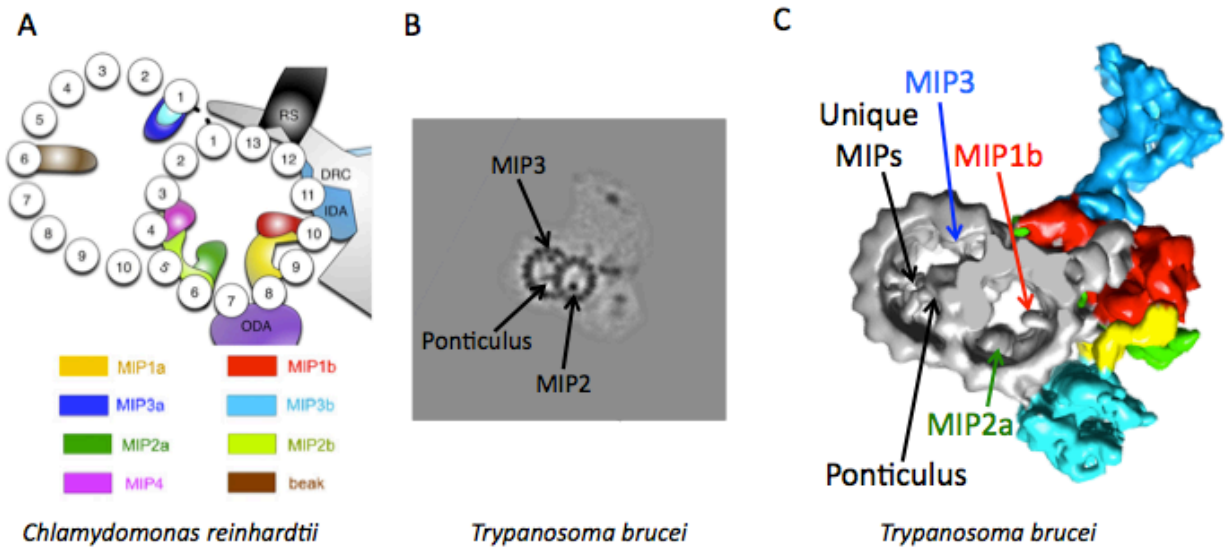 A
3
2
4
1
5
6
7
8
9
10
1
2
3
4
5
6
7
8
9
10
11
12
13
RS
DRC
IDA
ODA
MIP1a
MIP1b
MIP3a
MIP3b
MIP2a
MIP2b
MIP4
beak
Chlamydomonas reinhardtii
B
MIP3
Ponticulus
MIP2
Trypanosoma brucei
C
MIP3
Unique
MIPs
MIP1b
MIP2a
Ponticulus
Trypanosoma brucei